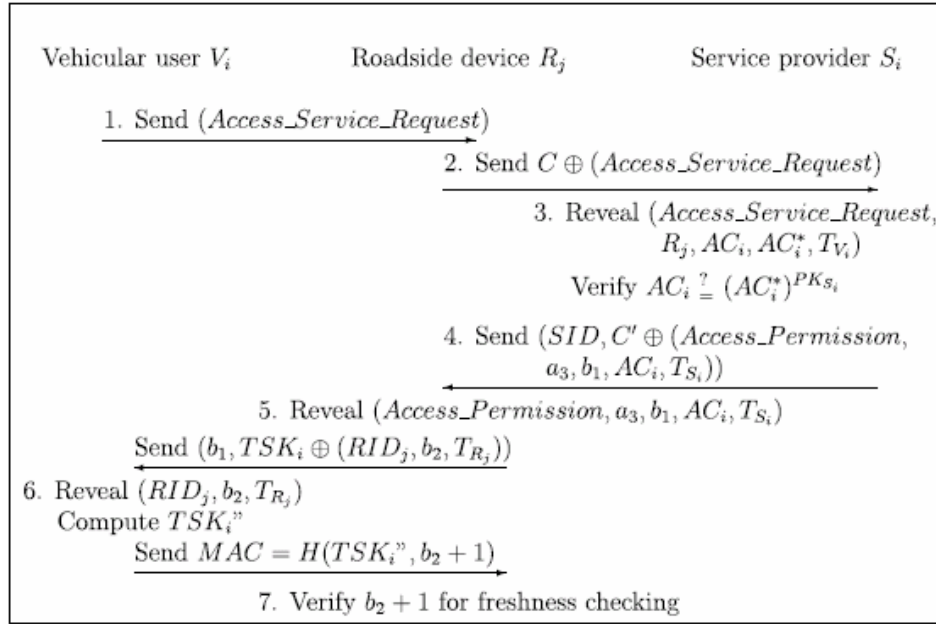 Vehicular user V_i Roadside device R_j Service provider S_i
1. Send (Access_Service_Request)
2. Send C ⊕ (Access_Service_Request)
3. Reveal (Access_Service_Request,
R_j, AC_i, AC_i^*, T_{V_i})
Verify AC_i ≟ (AC_i^*)^{PK_{S_i}}
4. Send (SID, C′ ⊕ (Access_Permission,
a_3, b_1, AC_i, T_{S_i}))
5. Reveal (Access_Permission, a_3, b_1, AC_i, T_{S_i})
Send (b_1, TSK_i ⊕ (RID_j, b_2, T_{R_j}))
6. Reveal (RID_j, b_2, T_{R_j})
Compute TSK_i”
Send MAC = H(TSK_i”, b_2 + 1)
7. Verify b_2 + 1 for freshness checking